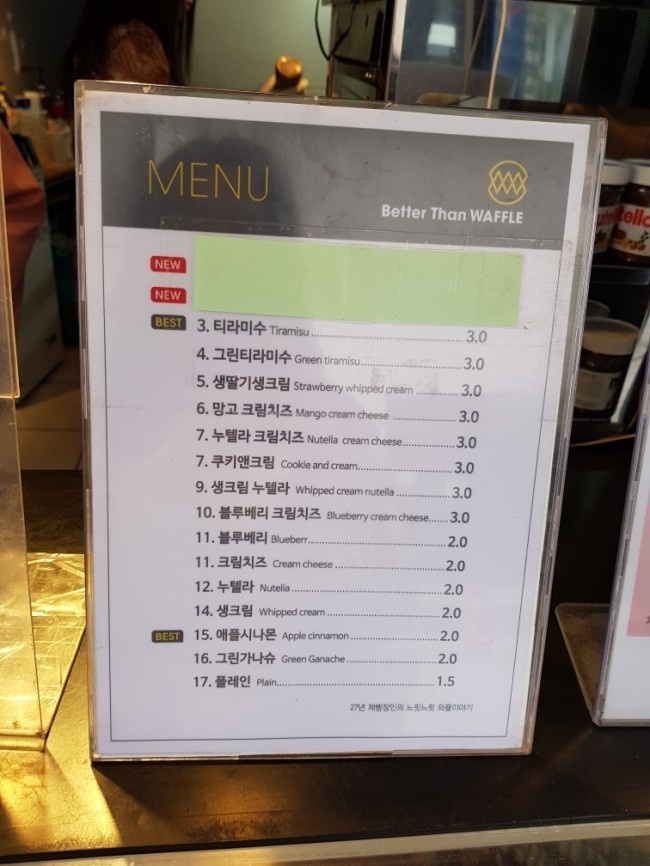 MENU
Better Than WAFFLE
NEW
NEW
BEST 3. 티라미수 Tiramisu 3.0
4. 그린티라미수 Green tiramisu 3.0
5. 생딸기생크림 Strawberry whipped cream 3.0
6. 망고 크림치즈 Mango cream cheese 3.0
7. 누텔라 크림치즈 Nutella cream cheese 3.0
7. 쿠키앤크림 Cookie and cream 3.0
9. 생크림 누텔라 Whipped cream nutella 3.0
10. 블루베리 크림치즈 Blueberry cream cheese 3.0
11. 블루베리 Blueberr 2.0
11. 크림치즈 Cream cheese 2.0
12. 누텔라 Nutella 2.0
14. 생크림 Whipped cream 2.0
BEST 15. 애플시나몬 Apple cinnamon 2.0
16. 그린가나슈 Green Ganache 2.0
17. 플레인 Plain 1.5
27년 제빵장인의 느릿느릿 와플이야기